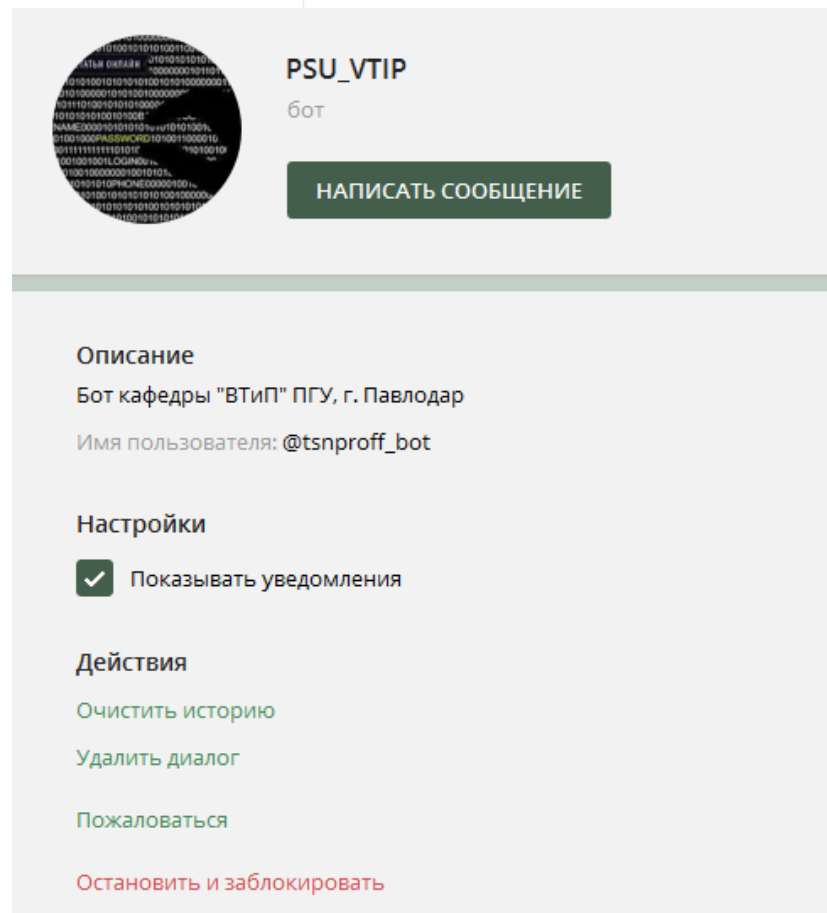 PSU_VTIP
бот
НАПИСАТЬ СООБЩЕНИЕ
Описание
Бот кафедры "ВТиП" ПГУ, г. Павлодар
Имя пользователя: @tsnproff_bot
Настройки
Показывать уведомления
Действия
Очистить историю
Удалить диалог
Пожаловаться
Остановить и заблокировать